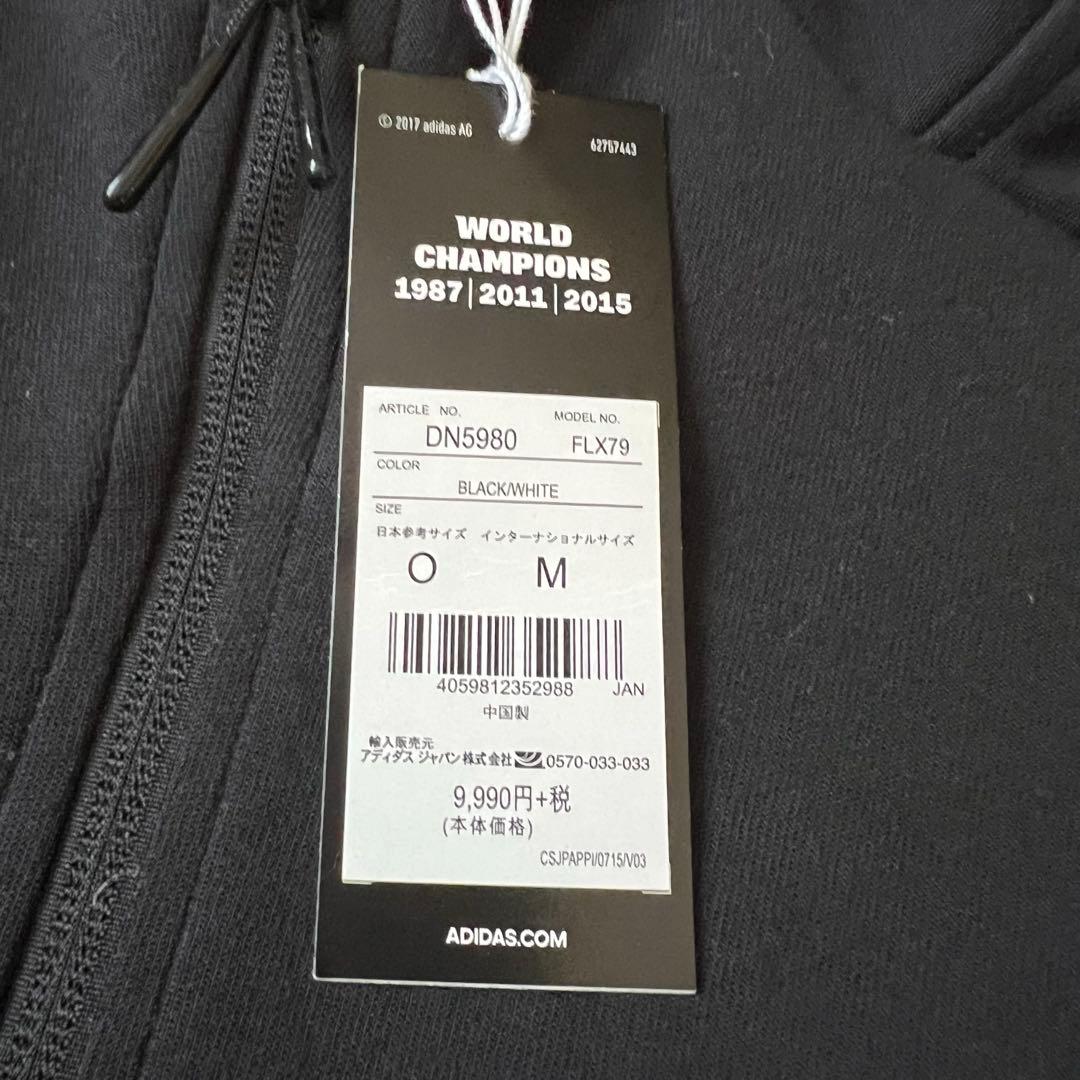 © 2017 adidas AG
62757443
WORLD
CHAMPIONS
1987|2011|2015
ARTICLE NO. MODEL NO.
DN5980 FLX79
COLOR
BLACK/WHITE
SIZE
日本参考サイズ インターナショナルサイズ
O M
4059812352988 JAN
中国製
輸入販売元
アディダス ジャパン株式会社 0570-033-033
9,990円+税
(本体価格)
CSJPAPPI/0715/V03
ADIDAS.COM